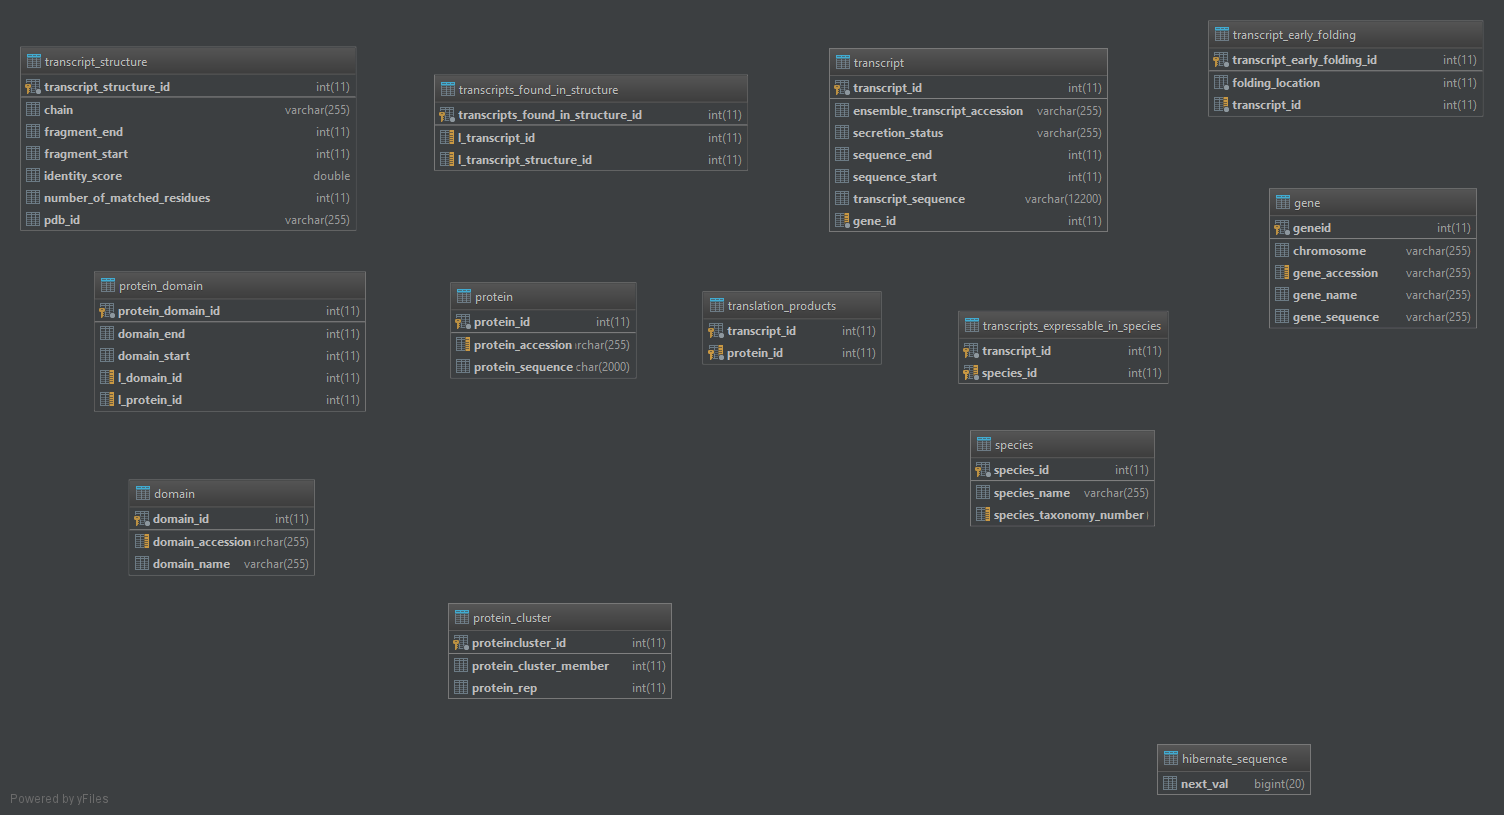 transcript_structure
transcript_structure_id int(11)
chain varchar(255)
fragment_end int(11)
fragment_start int(11)
identity_score double
number_of_matched_residues int(11)
pdb_id varchar(255)
transcripts_found_in_structure
transcripts_found_in_structure_id int(11)
l_transcript_id int(11)
l_transcript_structure_id int(11)
transcript
transcript_id int(11)
ensemble_transcript_accession varchar(255)
secretion_status varchar(255)
sequence_end int(11)
sequence_start int(11)
transcript_sequence varchar(12200)
gene_id int(11)
transcript_early_folding
transcript_early_folding_id int(11)
folding_location int(11)
transcript_id int(11)
gene
geneid int(11)
chromosome varchar(255)
gene_accession varchar(255)
gene_name varchar(255)
gene_sequence varchar(255)
protein_domain
protein_domain_id int(11)
domain_end int(11)
domain_start int(11)
l_domain_id int(11)
l_protein_id int(11)
protein
protein_id int(11)
protein_accession rchar(255)
protein_sequence char(2000)
translation_products
transcript_id int(11)
protein_id int(11)
transcripts_expressable_in_species
transcript_id int(11)
species_id int(11)
species
species_id int(11)
species_name varchar(255)
species_taxonomy_number
domain
domain_id int(11)
domain_accession rchar(255)
domain_name varchar(255)
protein_cluster
proteincluster_id int(11)
protein_cluster_member int(11)
protein_rep int(11)
hibernate_sequence
next_val bigint(20)
Powered by yFiles